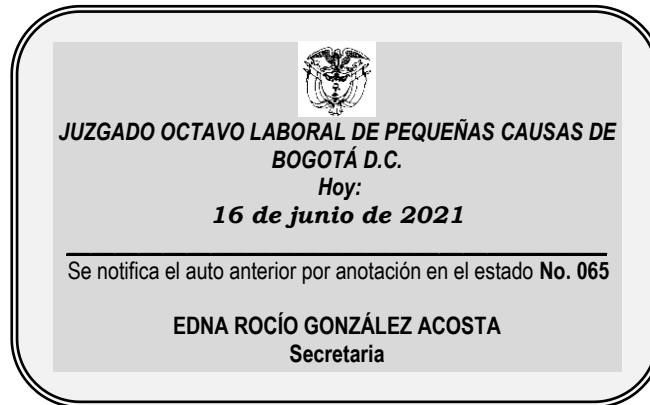 JUZGADO OCTAVO LABORAL DE PEQUEÑAS CAUSAS DE
BOGOTÁ D.C.
Hoy:
16 de junio de 2021
Se notifica el auto anterior por anotación en el estado No. 065
EDNA ROCÍO GONZÁLEZ ACOSTA
Secretaria